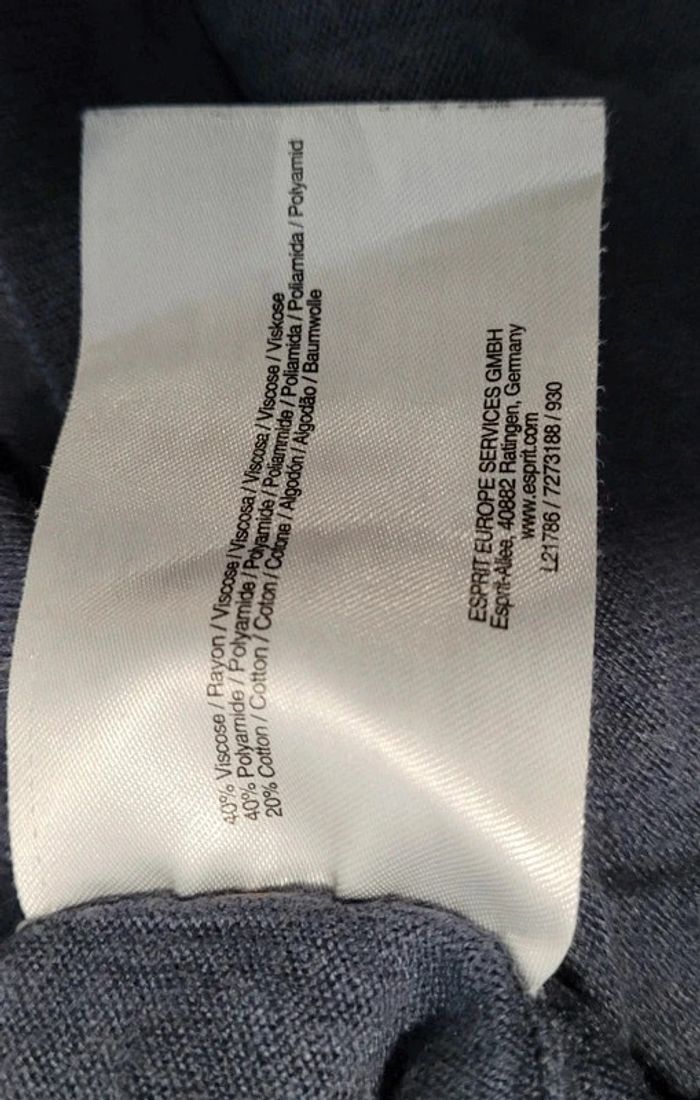 40% Viscose / Rayon / Viscose / Viscosa / Viscosa / Viscose / Viskose
40% Polyamide / Polyamide / Polyamide / Poliammide / Poliamida / Poliamida / Polyamid
20% Cotton / Cotton / Coton / Cotone / Algodón / Algodão / Baumwolle
ESPRIT EUROPE SERVICES GMBH
Esprit-Allee, 40882 Ratingen, Germany
www.esprit.com
L21786 / 7273188 / 930